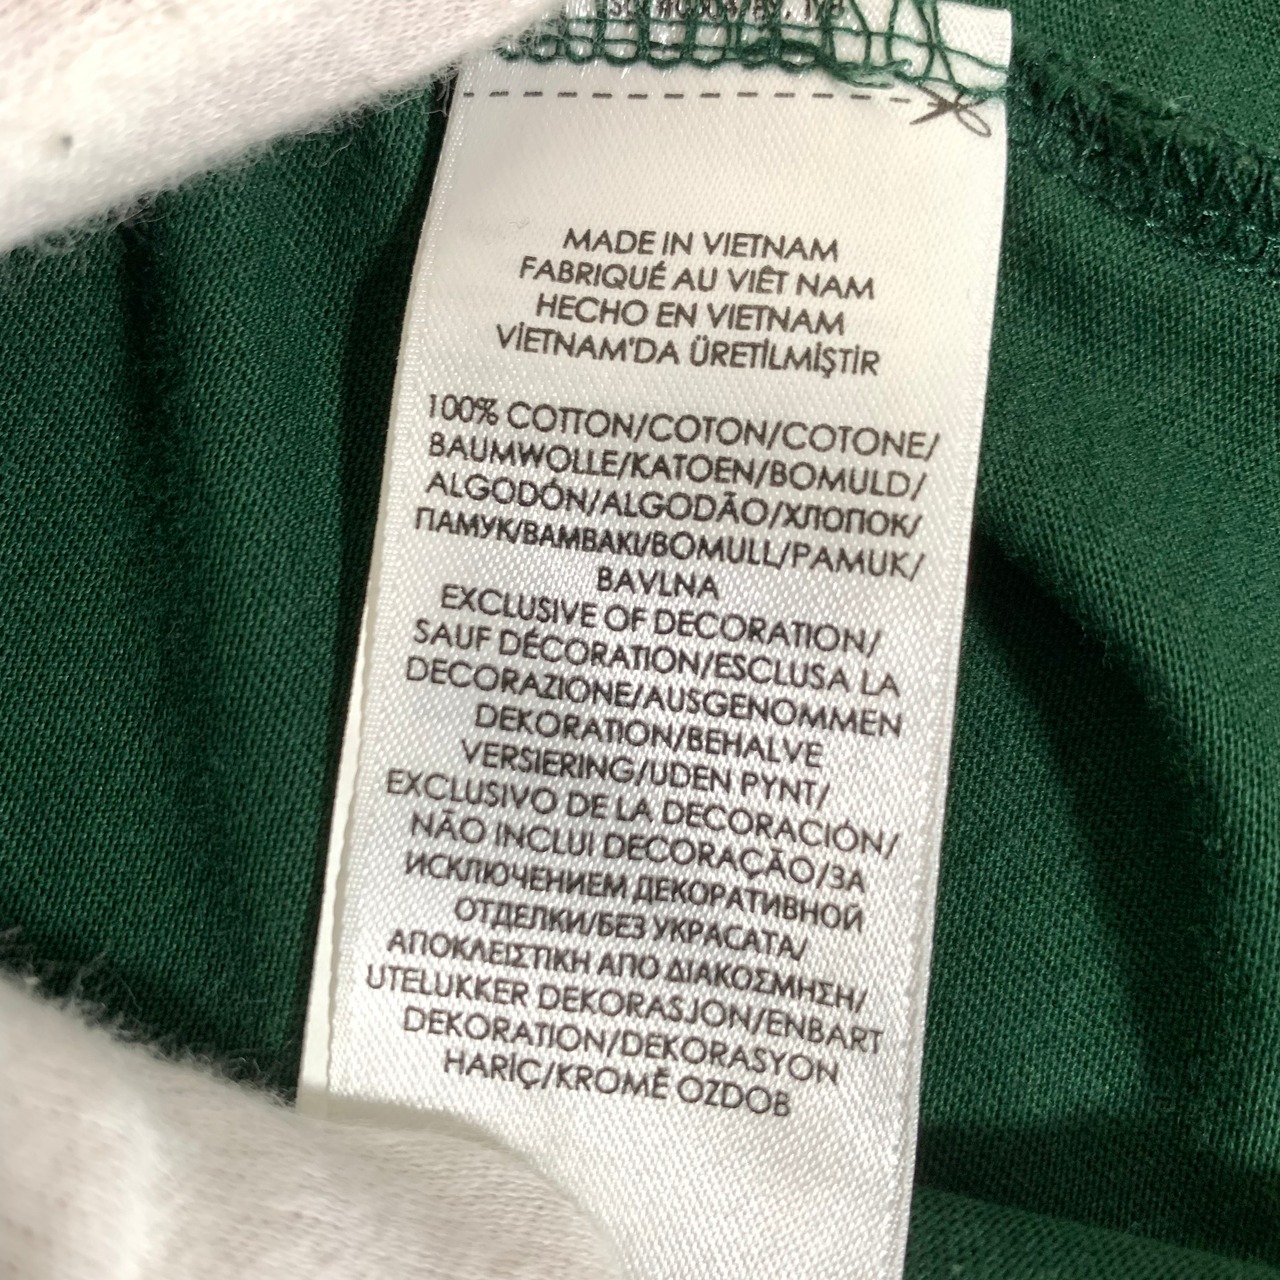 MADE IN VIETNAM
FABRIQUÉ AU VIÊT NAM
HECHO EN VIETNAM
VİETNAM'DA ÜRETİLMİŞTİR
100% COTTON/COTON/COTONE/
BAUMWOLLE/KATOEN/BOMULD/
ALGODÓN/ALGODÃO/ХЛОПОК/
ПАМУК/ΒΑΜΒΑΚΙ/BOMULL/PAMUK/
BAVLNA
EXCLUSIVE OF DECORATION/
SAUF DÉCORATION/ESCLUSA LA
DECORAZIONE/AUSGENOMMEN
DEKORATION/BEHALVE
VERSIERING/UDEN PYNT/
EXCLUSIVO DE LA DECORACIÓN/
NÃO INCLUI DECORAÇÃO/ЗА
ИСКЛЮЧЕНИЕМ ДЕКОРАТИВНОЙ
ОТДЕЛКИ/БЕЗ УКРАСАТА/
ΑΠΟΚΛΕΙΣΤΙΚΗ ΑΠΟ ΔΙΑΚΟΣΜΗΣΗ/
UTELUKKER DEKORASJON/ENBART
DEKORATION/DEKORASYON
HARİÇ/KROMĚ OZDOB